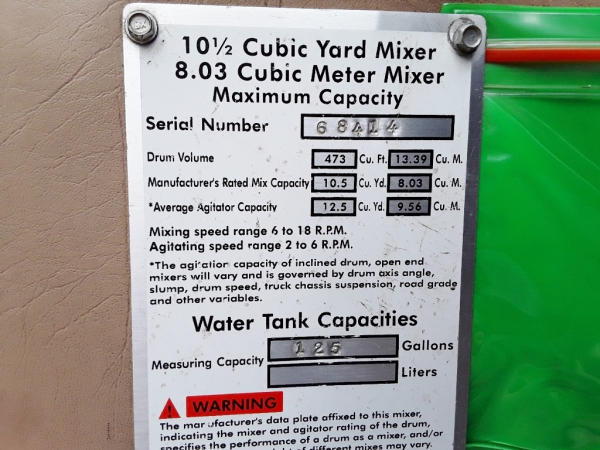 10½ Cubic Yard Mixer
8.03 Cubic Meter Mixer
Maximum Capacity
Serial Number 68414
Drum Volume 473 Cu. Ft. 13.39 Cu. M.
Manufacturer's Rated Mix Capacity 10.5 Cu. Yd. 8.03 Cu. M.
*Average Agitator Capacity 12.5 Cu. Yd. 9.56 Cu. M.
Mixing speed range 6 to 18 R.P.M.
Agitating speed range 2 to 6 R.P.M.
*The agitation capacity of inclined drum, open end
mixers will vary and is governed by drum axis angle,
slump, drum speed, truck chassis suspension, road grade
and other variables.
Water Tank Capacities
Measuring Capacity 125 Gallons
Liters
WARNING
The manufacturer's data plate affixed to this mixer,
indicating the mixer and agitator rating of the drum,
specifies the performance of a drum as a mixer, and/or
of different mixes may vary.